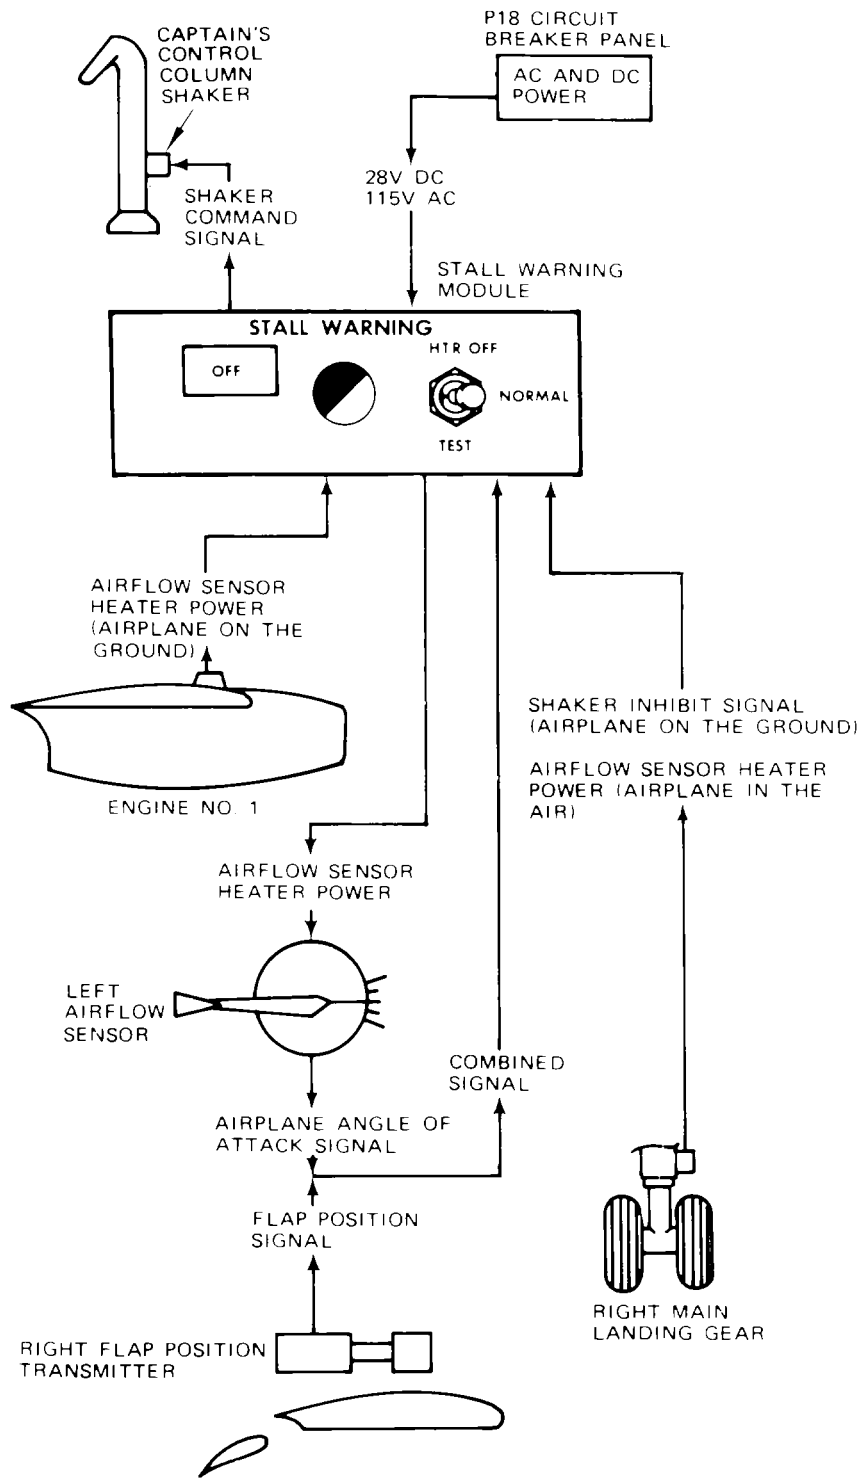 CAPTAIN'S
CONTROL
COLUMN
SHAKER
P18 CIRCUIT
BREAKER PANEL
AC AND DC
POWER
28V DC
115V AC
SHAKER
COMMAND
SIGNAL
STALL WARNING
MODULE
STALL WARNING
OFF
HTR OFF
NORMAL
TEST
AIRFLOW SENSOR
HEATER POWER
(AIRPLANE ON THE
GROUND)
ENGINE NO. 1
SHAKER INHIBIT SIGNAL
(AIRPLANE ON THE GROUND)
AIRFLOW SENSOR HEATER
POWER (AIRPLANE IN THE
AIR)
AIRFLOW SENSOR
HEATER POWER
LEFT
AIRFLOW
SENSOR
COMBINED
SIGNAL
AIRPLANE ANGLE OF
ATTACK SIGNAL
FLAP POSITION
SIGNAL
RIGHT MAIN
LANDING GEAR
RIGHT FLAP POSITION
TRANSMITTER